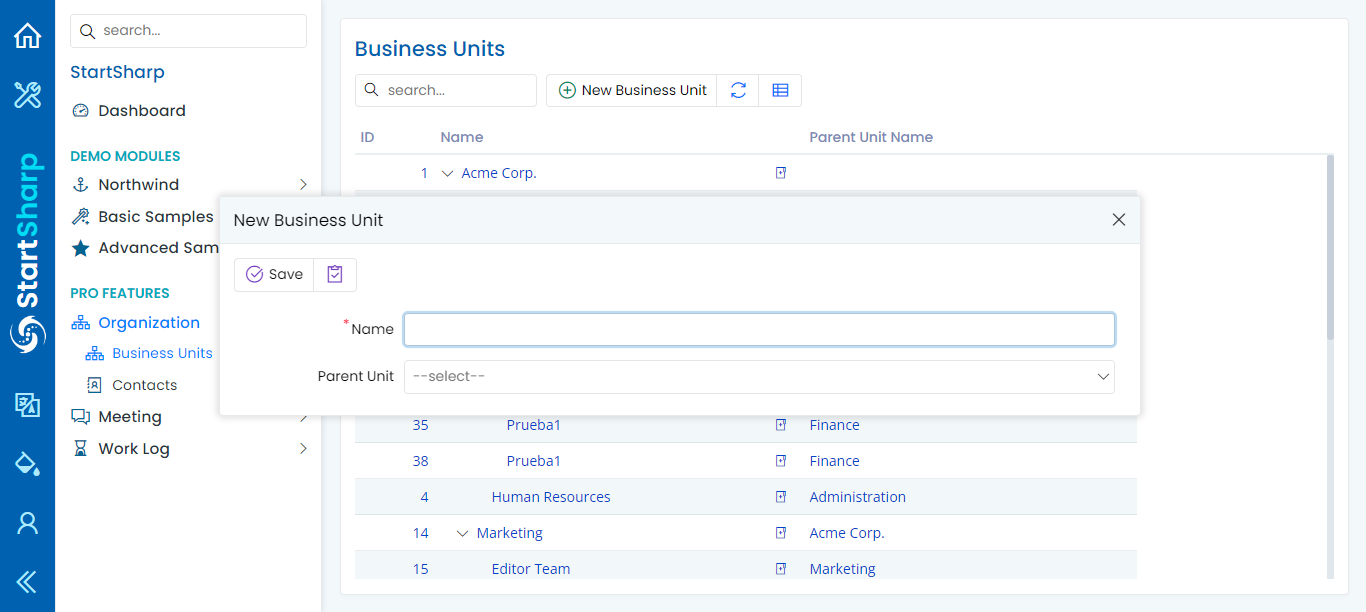 StartSharp
search...
StartSharp
Dashboard
DEMO MODULES
Northwind
Basic Samples
Advanced Sam
PRO FEATURES
Organization
Business Units
Contacts
Meeting
Work Log
Business Units
search...
New Business Unit
ID Name Parent Unit Name
1 Acme Corp.
New Business Unit
Save
*Name
Parent Unit --select--
35 Prueba1 Finance
38 Prueba1 Finance
4 Human Resources Administration
14 Marketing Acme Corp.
15 Editor Team Marketing